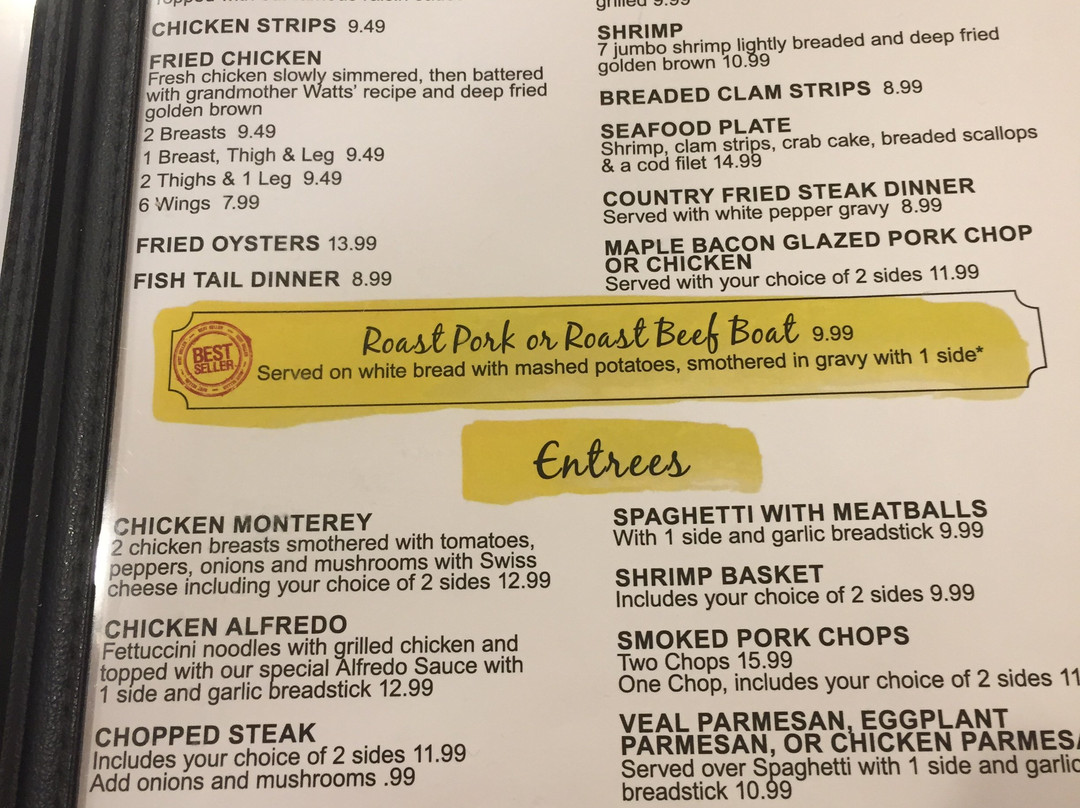 CHICKEN STRIPS 9.49
FRIED CHICKEN
Fresh chicken slowly simmered, then battered
with grandmother Watts' recipe and deep fried
golden brown
2 Breasts 9.49
1 Breast, Thigh & Leg 9.49
2 Thighs & 1 Leg 9.49
6 Wings 7.99
FRIED OYSTERS 13.99
FISH TAIL DINNER 8.99
grilled 9.99
SHRIMP
7 jumbo shrimp lightly breaded and deep fried
golden brown 10.99
BREADED CLAM STRIPS 8.99
SEAFOOD PLATE
Shrimp, clam strips, crab cake, breaded scallops
& a cod filet 14.99
COUNTRY FRIED STEAK DINNER
Served with white pepper gravy 8.99
MAPLE BACON GLAZED PORK CHOP
OR CHICKEN
Served with your choice of 2 sides 11.99
BEST
SELLER
Roast Pork or Roast Beef Boat 9.99
Served on white bread with mashed potatoes, smothered in gravy with 1 side*
Entrees
CHICKEN MONTEREY
2 chicken breasts smothered with tomatoes,
peppers, onions and mushrooms with Swiss
cheese including your choice of 2 sides 12.99
CHICKEN ALFREDO
Fettuccini noodles with grilled chicken and
topped with our special Alfredo Sauce with
1 side and garlic breadstick 12.99
CHOPPED STEAK
Includes your choice of 2 sides 11.99
Add onions and mushrooms .99
SPAGHETTI WITH MEATBALLS
With 1 side and garlic breadstick 9.99
SHRIMP BASKET
Includes your choice of 2 sides 9.99
SMOKED PORK CHOPS
Two Chops 15.99
One Chop, includes your choice of 2 sides 11
VEAL PARMESAN, EGGPLANT
PARMESAN, OR CHICKEN PARMESA
Served over Spaghetti with 1 side and garlic
breadstick 10.99